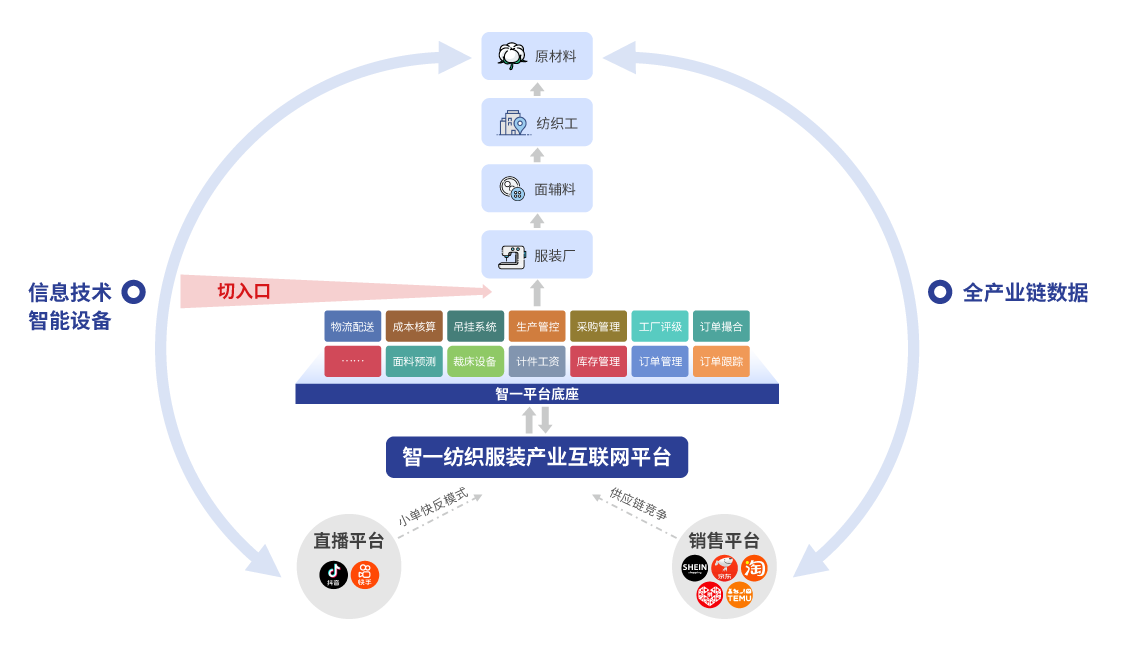 原材料
纺织工
面辅料
服装厂
信息技术
智能设备
切入口
全产业链数据
物流配送
成本核算
吊挂系统
生产管控
采购管理
工厂评级
订单撮合
……
面料预测
裁床设备
计件工资
库存管理
订单管理
订单跟踪
智一平台底座
智一纺织服装产业互联网平台
小单快反模式
供应链竞争
直播平台
抖音
快手
销售平台
SHEIN
京东
淘
TEMU